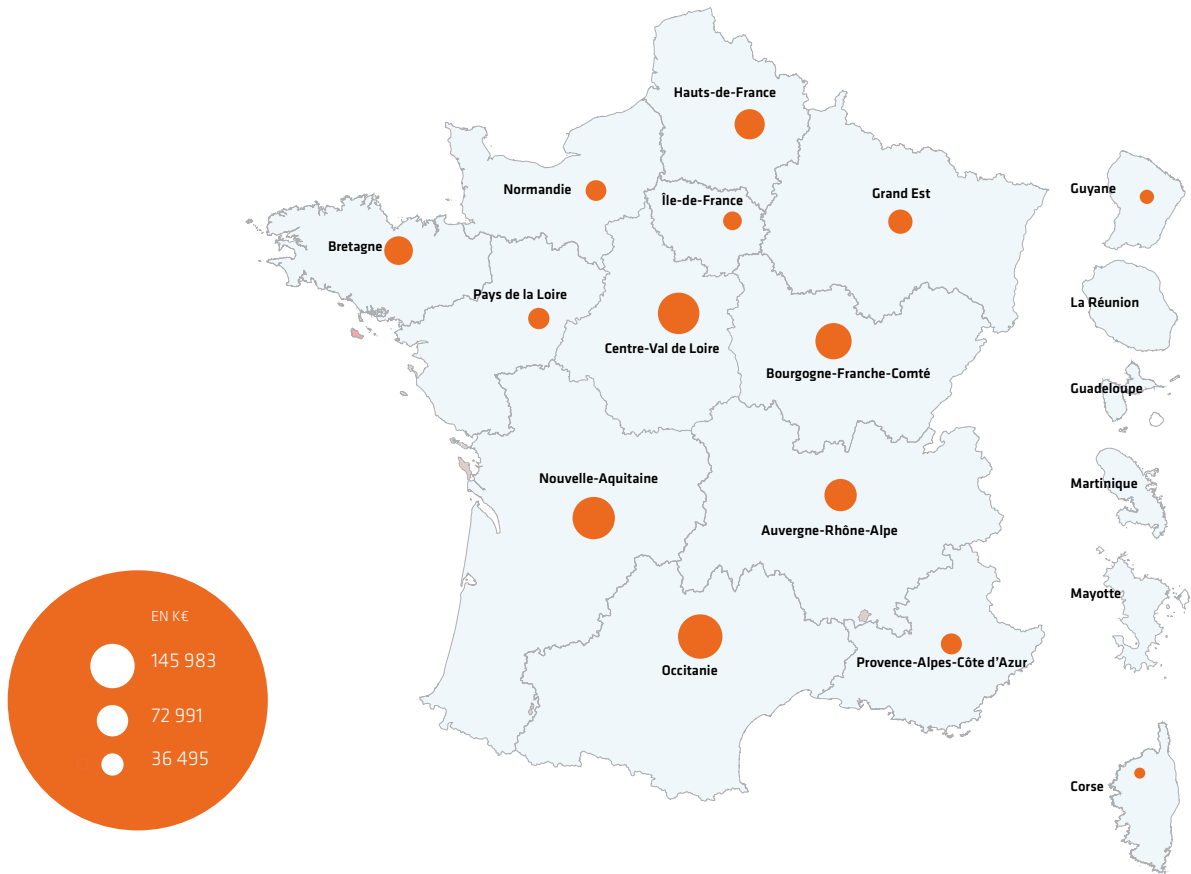 Hauts-de-France
Normandie
Île-de-France
Grand Est
Guyane
Bretagne
Pays de la Loire
La Réunion
Centre-Val de Loire
Bourgogne-Franche-Comté
Guadeloupe
Nouvelle-Aquitaine
Martinique
Auvergne-Rhône-Alpe
Mayotte
EN K€
145 983
72 991
36 495
Occitanie
Provence-Alpes-Côte d’Azur
Corse